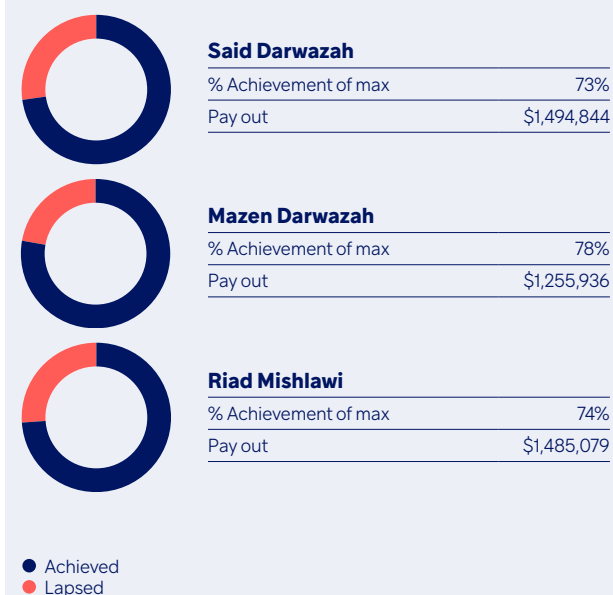 Said Darwazah
% Achievement of max 73%
Pay out $1,494,844
Mazen Darwazah
% Achievement of max 78%
Pay out $1,255,936
Riad Mishlawi
% Achievement of max 74%
Pay out $1,485,079
Achieved
Lapsed